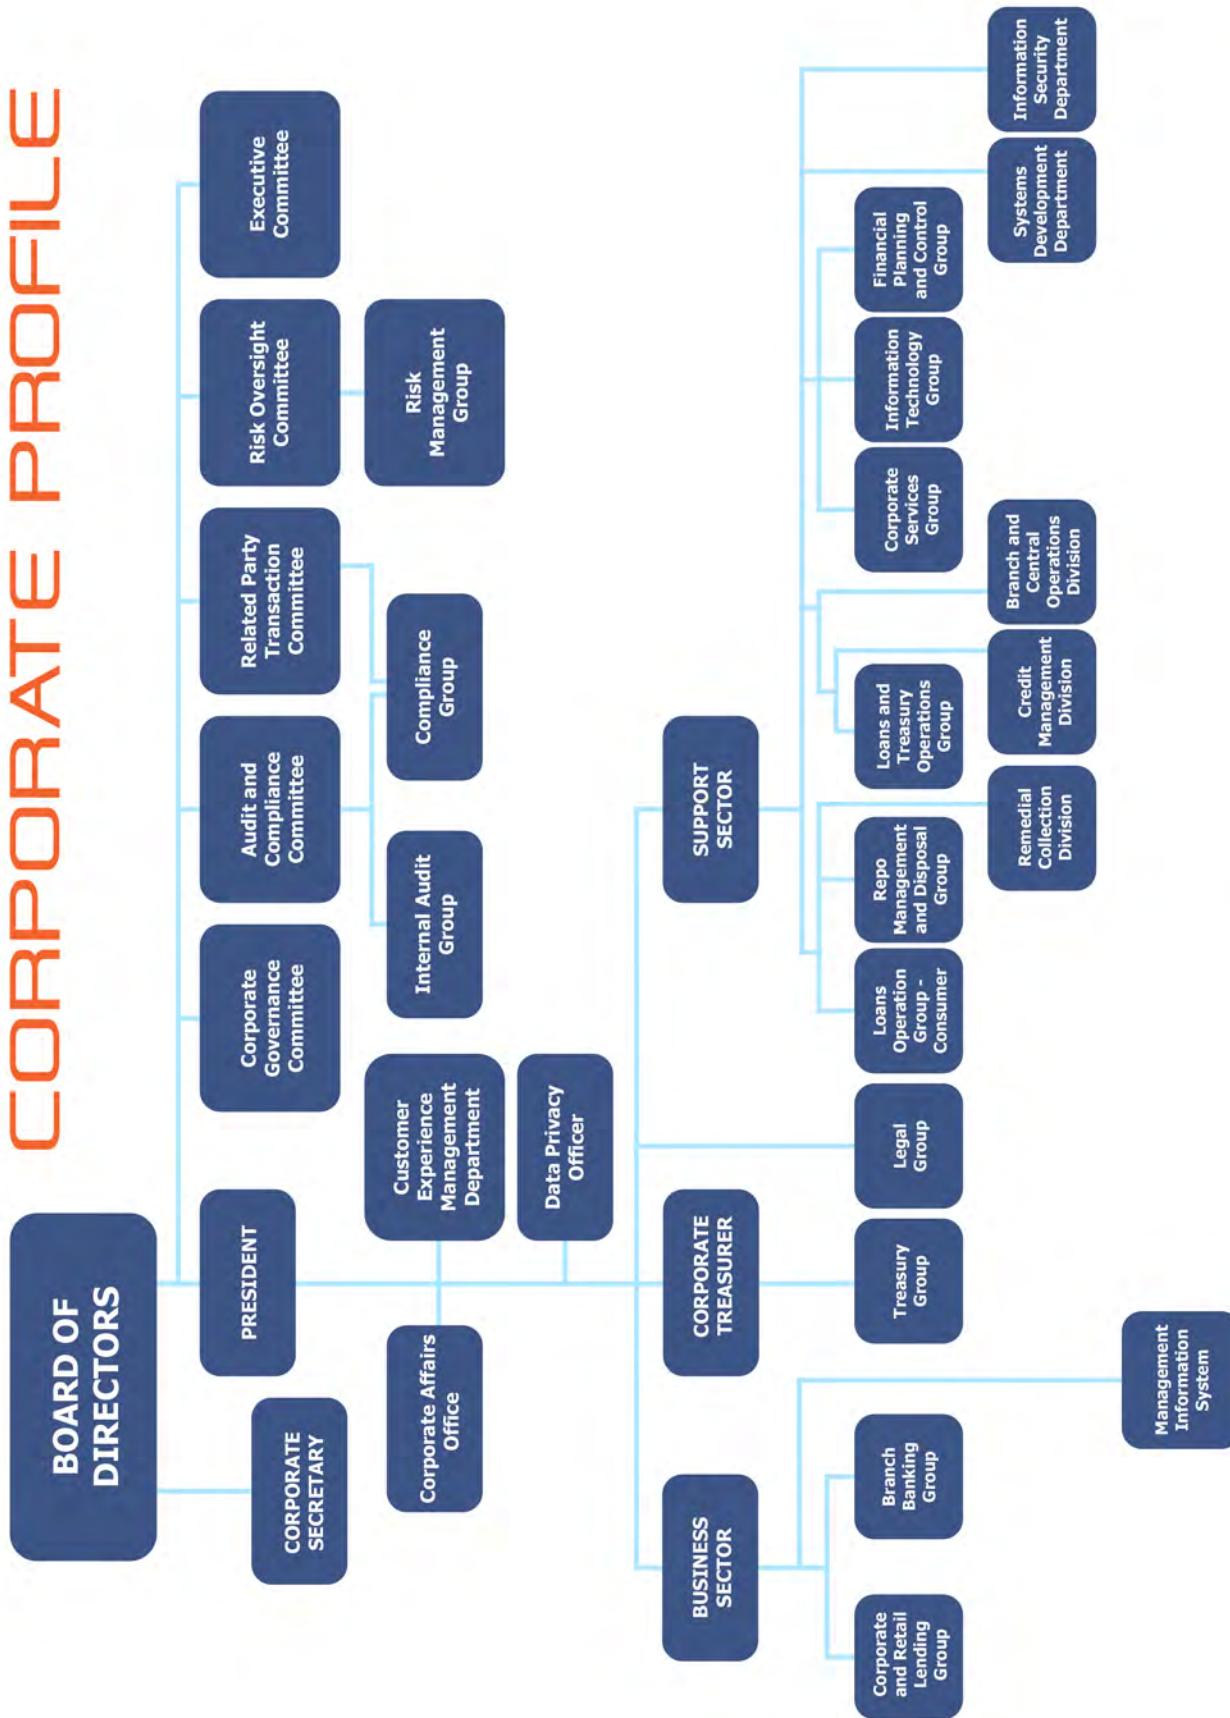 CORPORATE PROFILE
BOARD OF
DIRECTORS
CORPORATE
SECRETARY
PRESIDENT
Corporate
Governance
Committee
Audit and
Compliance
Committee
Related Party
Transaction
Committee
Risk Oversight
Committee
Executive
Committee
Corporate Affairs
Office
Customer
Experience
Management
Department
Internal Audit
Group
Compliance
Group
Risk
Management
Group
Data Privacy
Officer
BUSINESS
SECTOR
CORPORATE
TREASURER
SUPPORT
SECTOR
Corporate
and Retail
Lending
Group
Branch
Banking
Group
Treasury
Group
Legal
Group
Loans
Operation
Group -
Consumer
Repo
Management
and Disposal
Group
Loans and
Treasury
Operations
Group
Corporate
Services
Group
Information
Technology
Group
Financial
Planning
and Control
Group
Remedial
Collection
Division
Credit
Management
Division
Branch and
Central
Operations
Division
Systems
Development
Department
Information
Security
Department
Management
Information
System